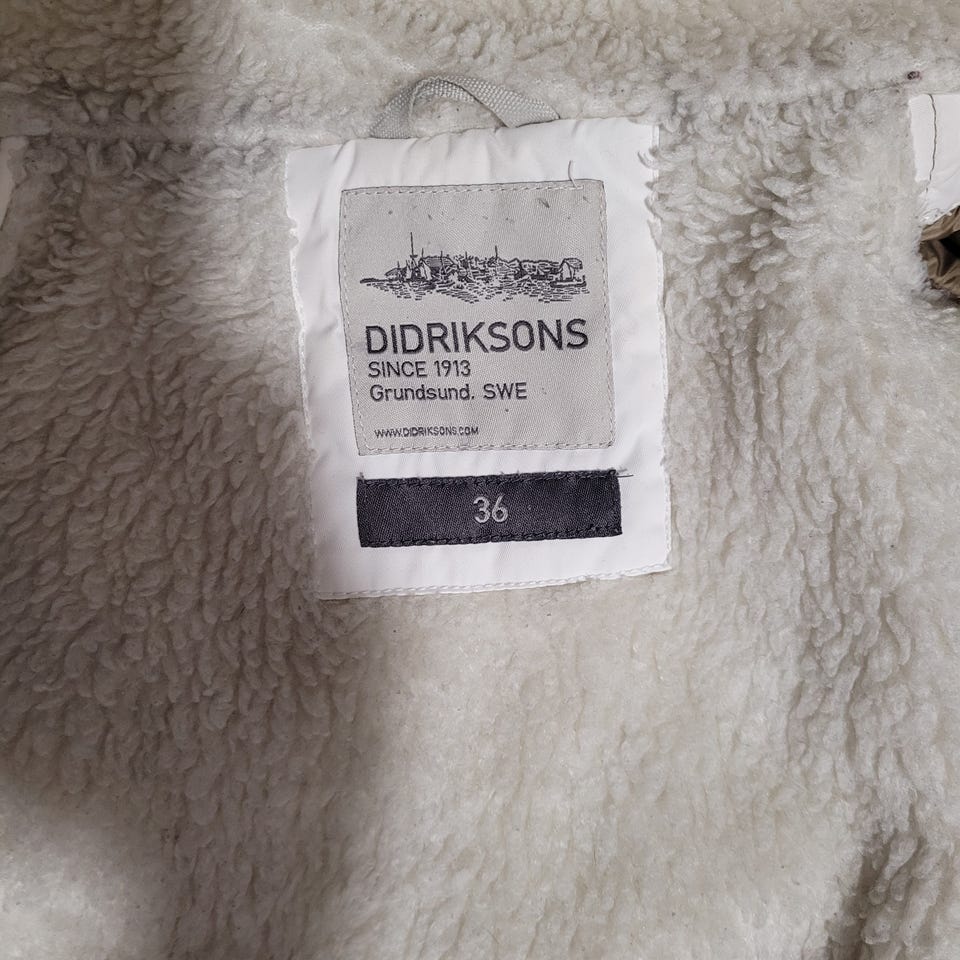 DIDRIKSONS
SINCE 1913
Grundsund. SWE
WWW.DIDRIKSONS.COM
36